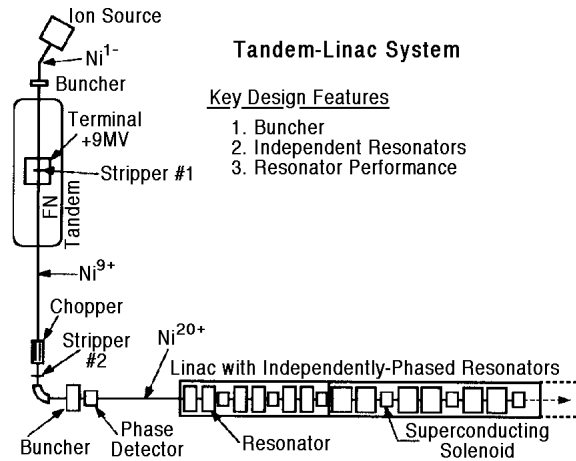 Ion Source
Ni1-
Tandem-Linac System
Buncher
Key Design Features
Terminal
+9MV
1. Buncher
2. Independent Resonators
3. Resonator Performance
Stripper #1
FN
Tandem
Ni9+
Chopper
Stripper
#2
Ni20+
Linac with Independently-Phased Resonators
Buncher
Phase
Detector
Resonator
Superconducting
Solenoid